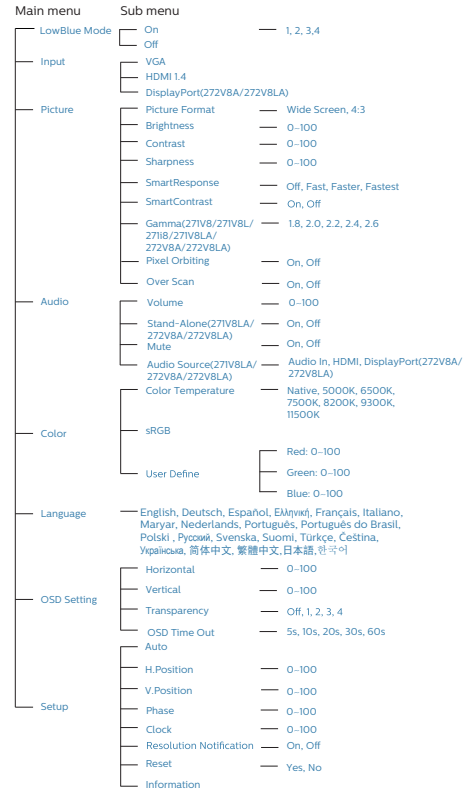 Main menu Sub menu
LowBlue Mode On 1, 2, 3,4
Off
Input VGA
HDMI 1.4
DisplayPort(272V8A/272V8LA)
Picture Picture Format Wide Screen, 4:3
Brightness 0-100
Contrast 0-100
Sharpness 0-100
SmartResponse Off, Fast, Faster, Fastest
SmartContrast On, Off
Gamma(271V8/271V8L/ 1.8, 2.0, 2.2, 2.4, 2.6
271i8/271V8LA/
272V8A/272V8LA)
Pixel Orbiting On, Off
Over Scan On, Off
Audio Volume 0-100
Stand-Alone(271V8LA/ On, Off
272V8A/272V8LA)
Mute On, Off
Audio Source(271V8LA/ Audio In, HDMI, DisplayPort(272V8A/
272V8A/272V8LA) 272V8LA)
Color Temperature Native, 5000K, 6500K,
7500K, 8200K, 9300K,
11500K
Color sRGB
User Define Red: 0-100
Green: 0-100
Blue: 0-100
Language English, Deutsch, Español, Ελληνική, Français, Italiano,
Maryar, Nederlands, Português, Português do Brasil,
Polski , Русский, Svenska, Suomi, Türkçe, Čeština,
Українська, 简体中文, 繁體中文,日本語,한국어
OSD Setting Horizontal 0-100
Vertical 0-100
Transparency Off, 1, 2, 3, 4
OSD Time Out 5s, 10s, 20s, 30s, 60s
Setup Auto
H.Position 0-100
V.Position 0-100
Phase 0-100
Clock 0-100
Resolution Notification On, Off
Reset Yes, No
Information